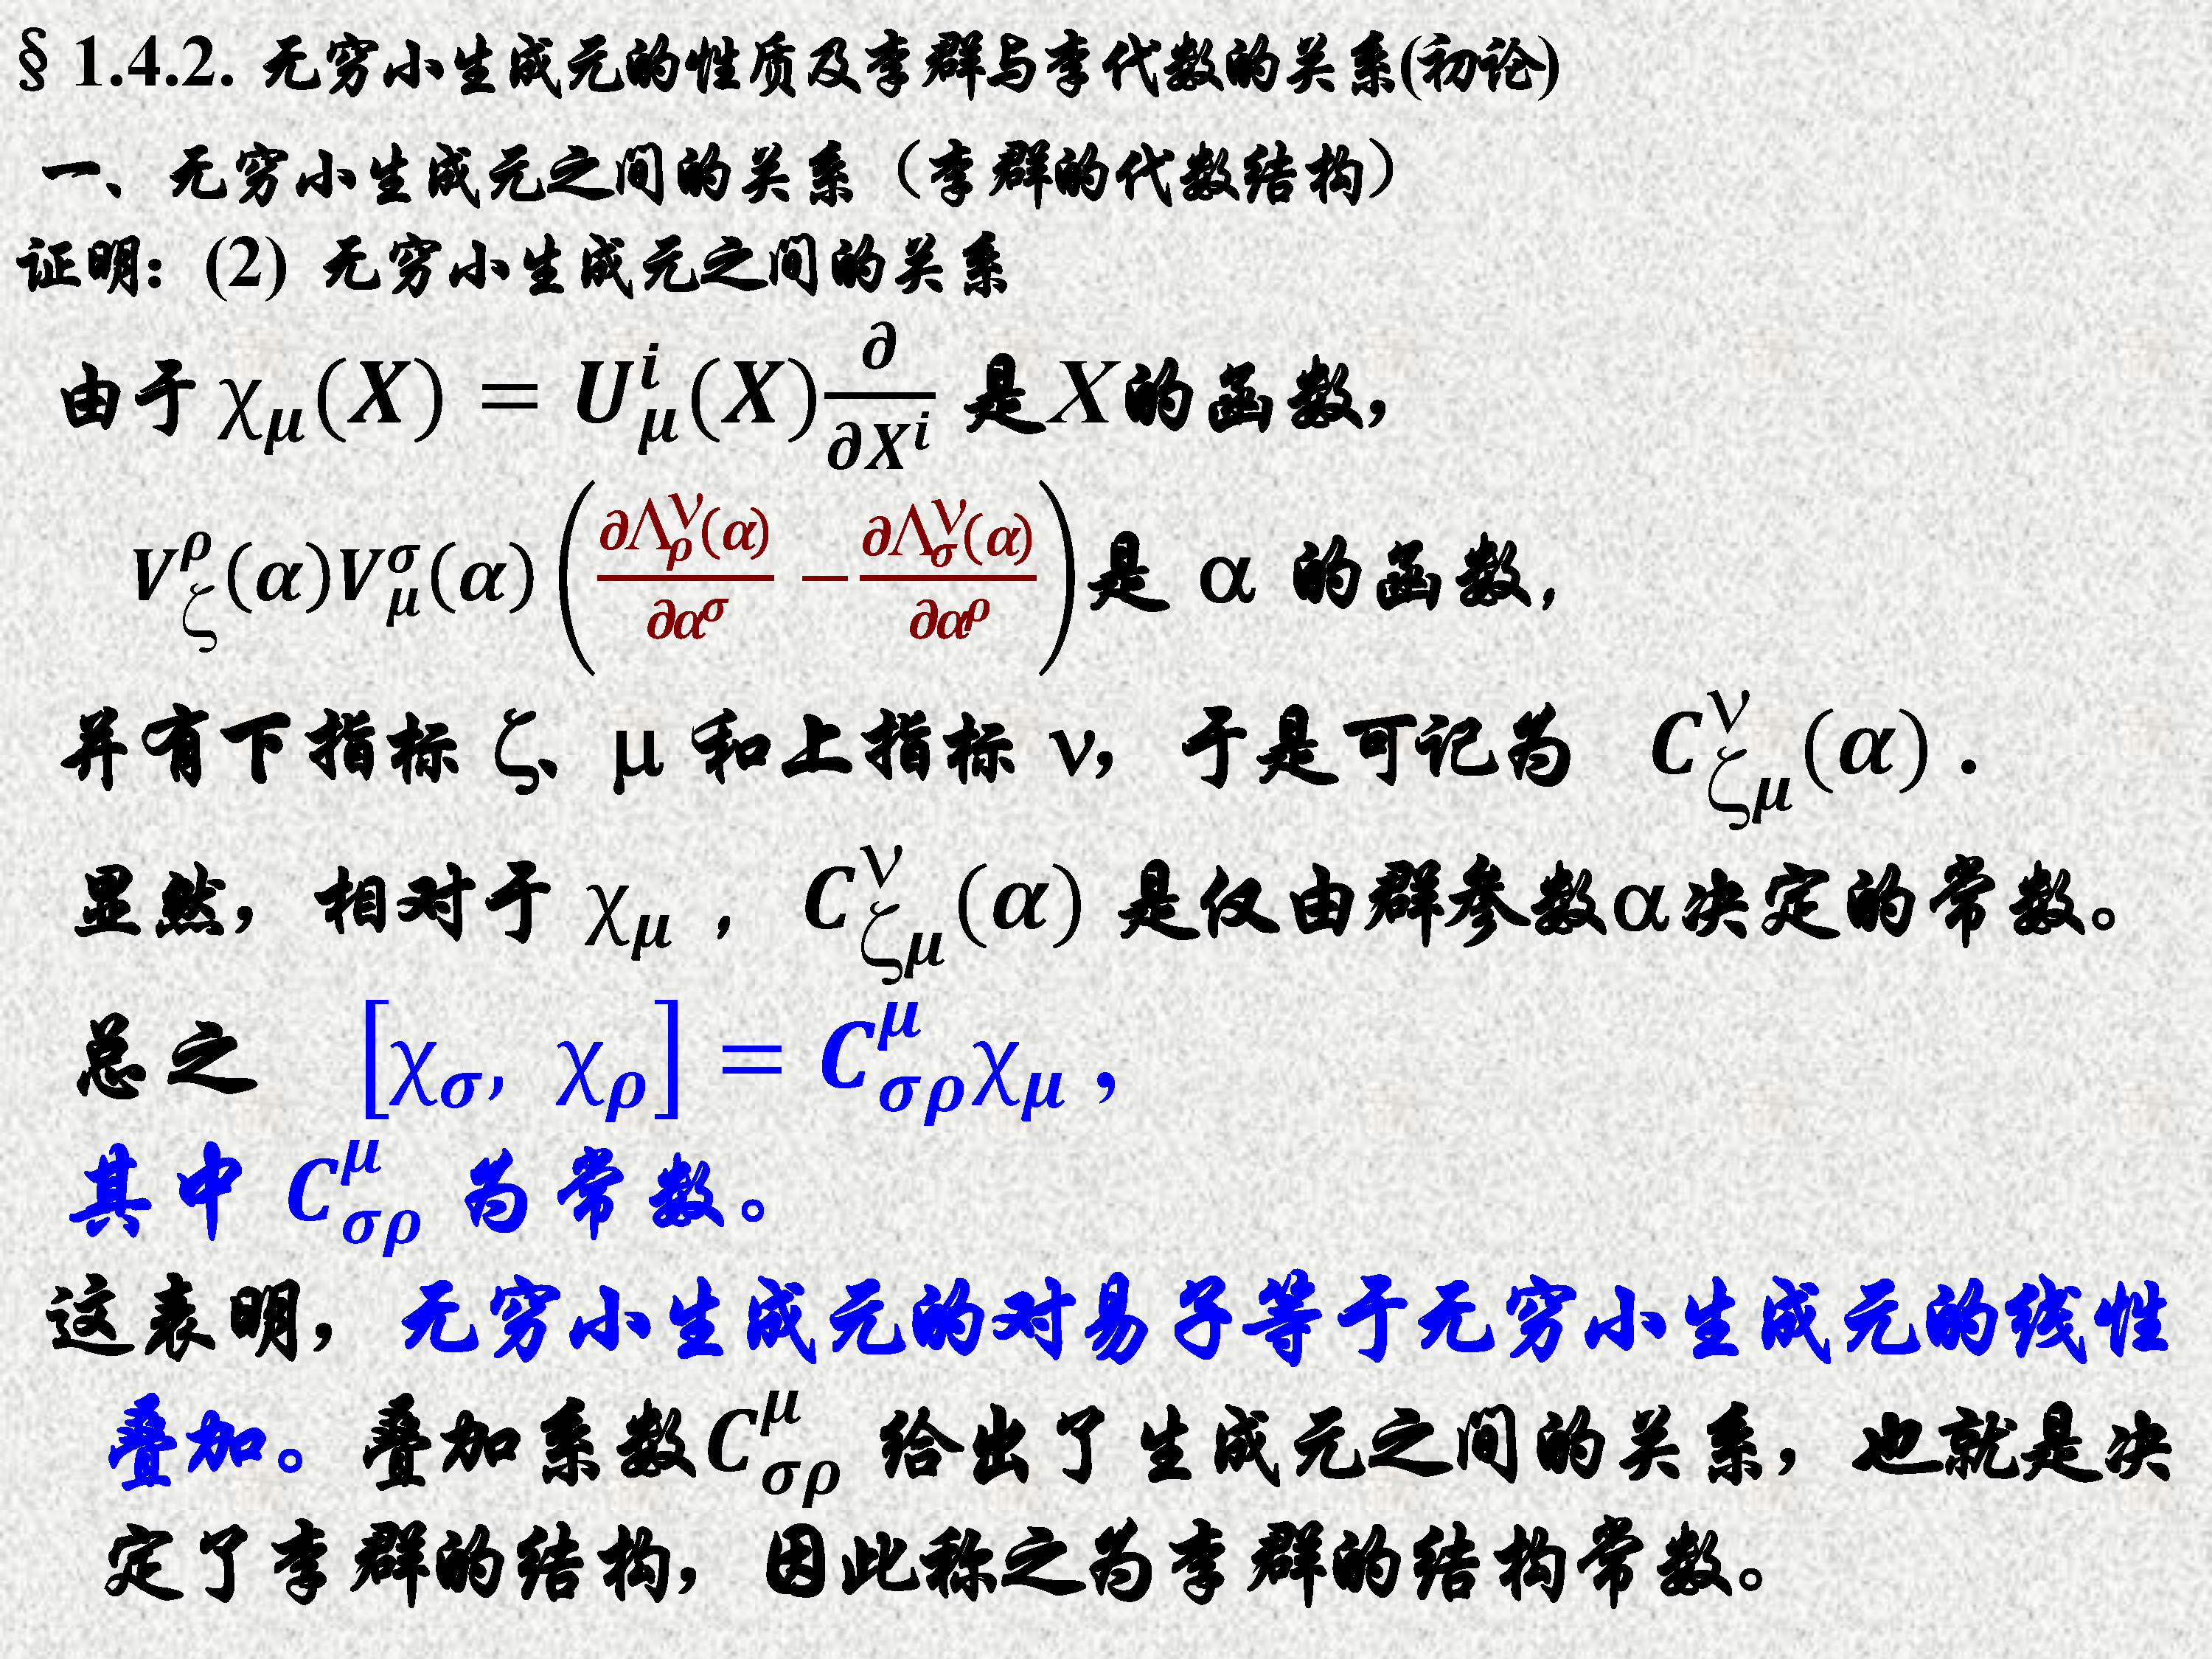 § 1.4.2. 无穷小生成元的性质及李群与李代数的关系(初论)
一、无穷小生成元之间的关系（李群的代数结构）
证明：(2) 无穷小生成元之间的关系
由于 $\chi_\mu(X) = U^i_\mu(X)\frac{\partial}{\partial X^i}$ 是X的函数，
$V^\rho_\zeta(\alpha)V^\sigma_\mu(\alpha)\left(\frac{\partial\Lambda^\nu_\rho(\alpha)}{\partial\alpha^\sigma} - \frac{\partial\Lambda^\nu_\sigma(\alpha)}{\partial\alpha^\rho}\right)$是 α 的函数，
并有下指标 ζ、μ 和上指标 ν，于是可记为 $C^\nu_{\zeta\mu}(\alpha)$ .
显然，相对于 $\chi_\mu$ ， $C^\nu_{\zeta\mu}(\alpha)$ 是仅由群参数α决定的常数。
总之 $[\chi_\sigma, \chi_\rho] = C^\mu_{\sigma\rho}\chi_\mu$ ，
其中 $C^\mu_{\sigma\rho}$ 为常数。
这表明，无穷小生成元的对易子等于无穷小生成元的线性
叠加。叠加系数$C^\mu_{\sigma\rho}$ 给出了生成元之间的关系，也就是决
定了李群的结构，因此称之为李群的结构常数。